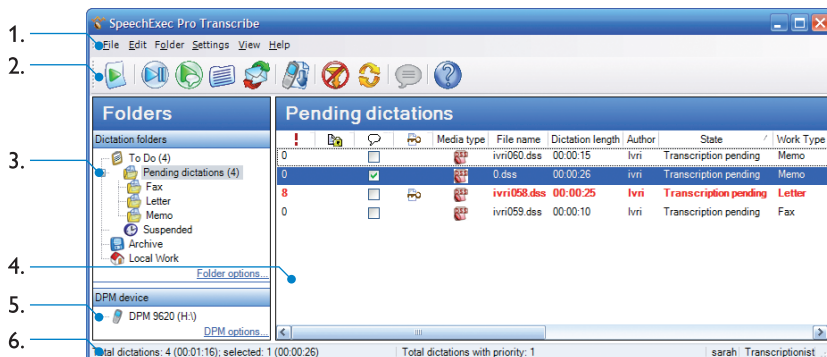 SpeechExec Pro Transcribe
1.
File Edit Folder Settings View Help
2.
Folders
Pending dictations
Dictation folders
! Media type File name Dictation length Author State Work Type
3.
To Do (4)
Pending dictations (4)
Fax
Letter
Memo
Suspended
Archive
Local Work
Folder options...
0 ivri060.dss 00:00:15 Ivri Transcription pending Memo
0 0.dss 00:00:26 Ivri Transcription pending Memo
8 ivri058.dss 00:00:25 Ivri Transcription pending Letter
0 ivri059.dss 00:00:10 Ivri Transcription pending Fax
4.
DPM device
5.
DPM 9620 (H:\)
DPM options...
6.
Total dictations: 4 (00:01:16); selected: 1 (00:00:26) Total dictations with priority: 1 sarah Transcriptionist